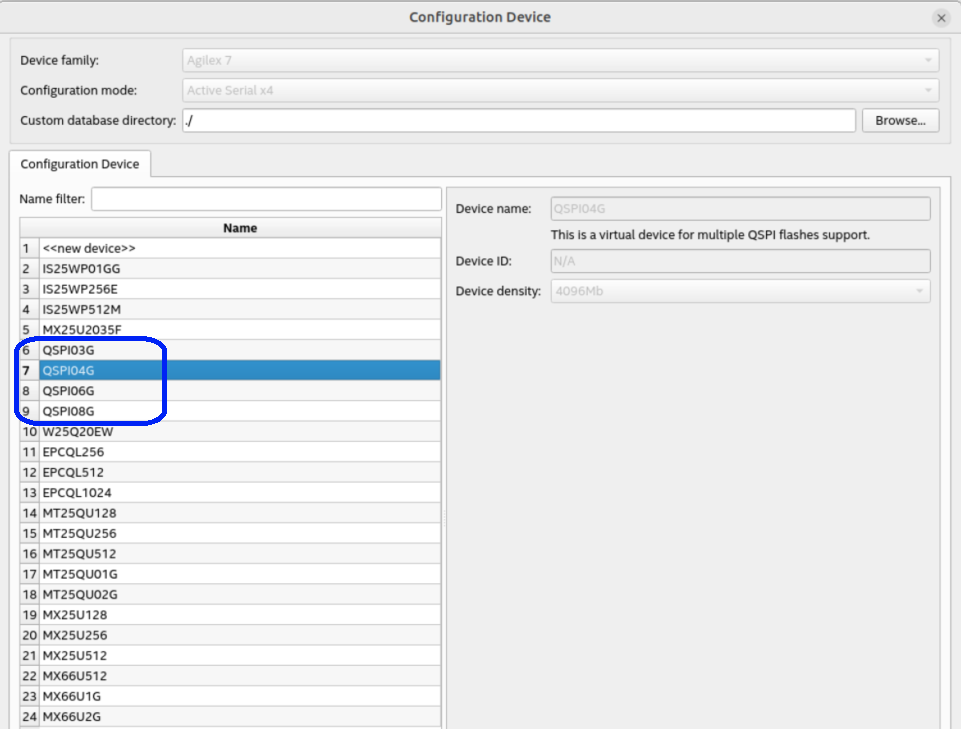 Configuration Device
Device family: Agilex 7
Configuration mode: Active Serial x4
Custom database directory: ./ Browse...
Configuration Device
Name filter:
Name
1 <<new device>>
2 IS25WP01GG
3 IS25WP256E
4 IS25WP512M
5 MX25U2035F
6 QSPI03G
7 QSPI04G
8 QSPI06G
9 QSPI08G
10 W25Q20EW
11 EPCQL256
12 EPCQL512
13 EPCQL1024
14 MT25QU128
15 MT25QU256
16 MT25QU512
17 MT25QU01G
18 MT25QU02G
19 MX25U128
20 MX25U256
21 MX25U512
22 MX66U512
23 MX66U1G
24 MX66U2G
Device name: QSPI04G
This is a virtual device for multiple QSPI flashes support.
Device ID: N/A
Device density: 4096Mb